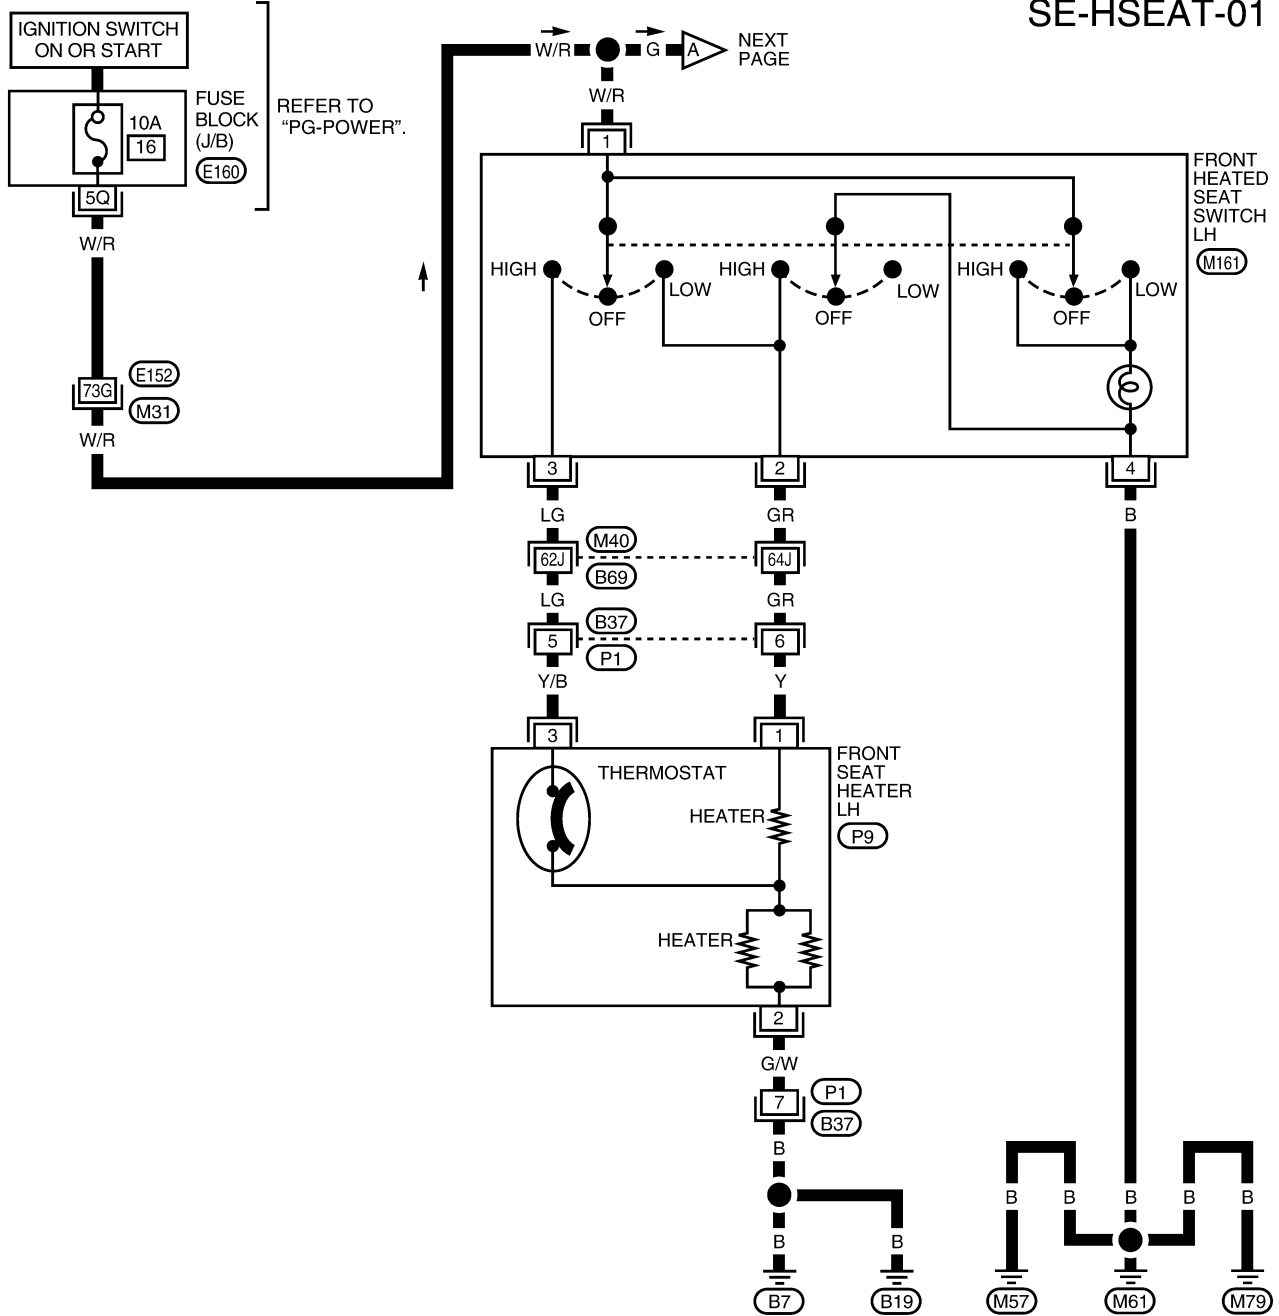 SE-HSEAT-01
IGNITION SWITCH
ON OR START
FUSE
BLOCK
(J/B)
E160
10A
16
REFER TO
“PG-POWER”.
5Q
W/R
73G
E152
M31
W/R
W/R
G
A
NEXT
PAGE
W/R
1
FRONT
HEATED
SEAT
SWITCH
LH
M161
HIGH
LOW
OFF
HIGH
LOW
OFF
HIGH
LOW
OFF
3
2
4
LG
GR
B
62J
M40
B69
64J
LG
GR
5
B37
P1
6
Y/B
Y
3
1
THERMOSTAT
HEATER
FRONT
SEAT
HEATER
LH
P9
HEATER
2
G/W
7
P1
B37
B
B
B
B
B
B
B
B
B7
B19
M57
M61
M79